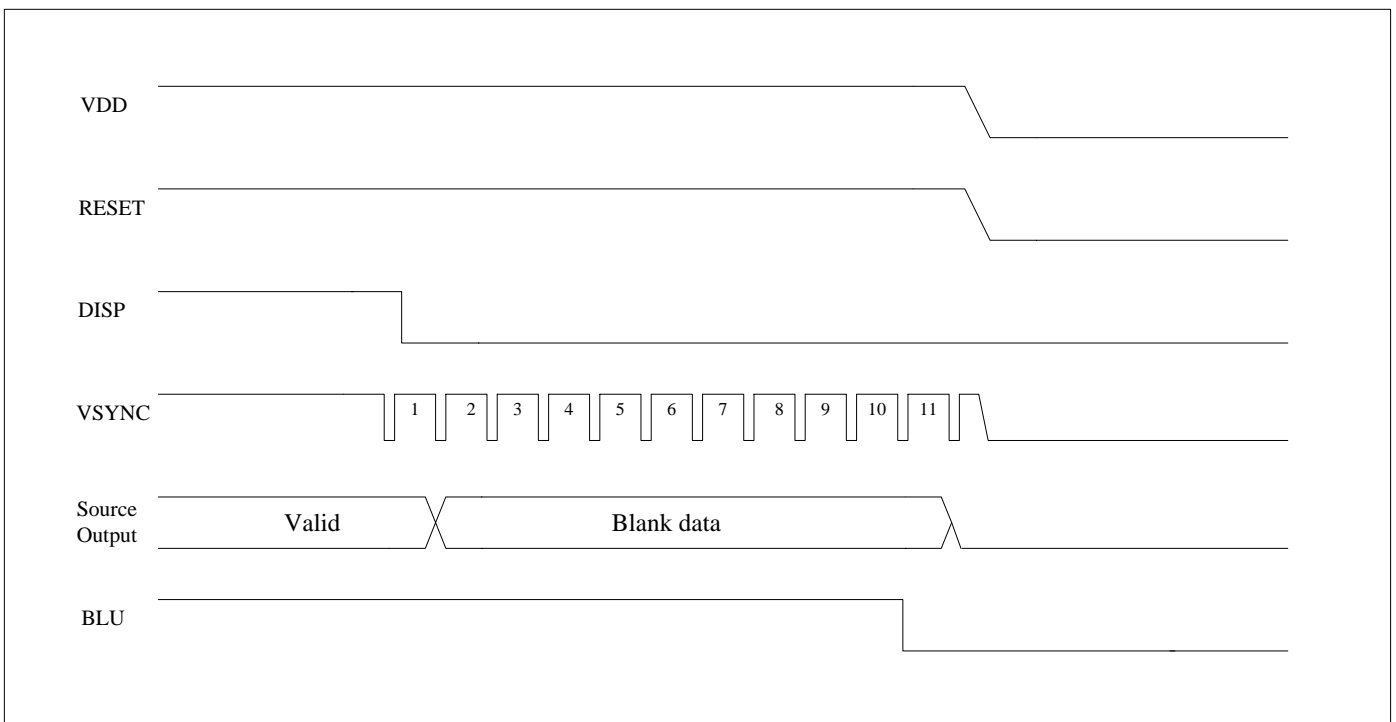 VDD
RESET
DISP
VSYNC 1 2 3 4 5 6 7 8 9 10 11
Source
Output
Valid Blank data
BLU